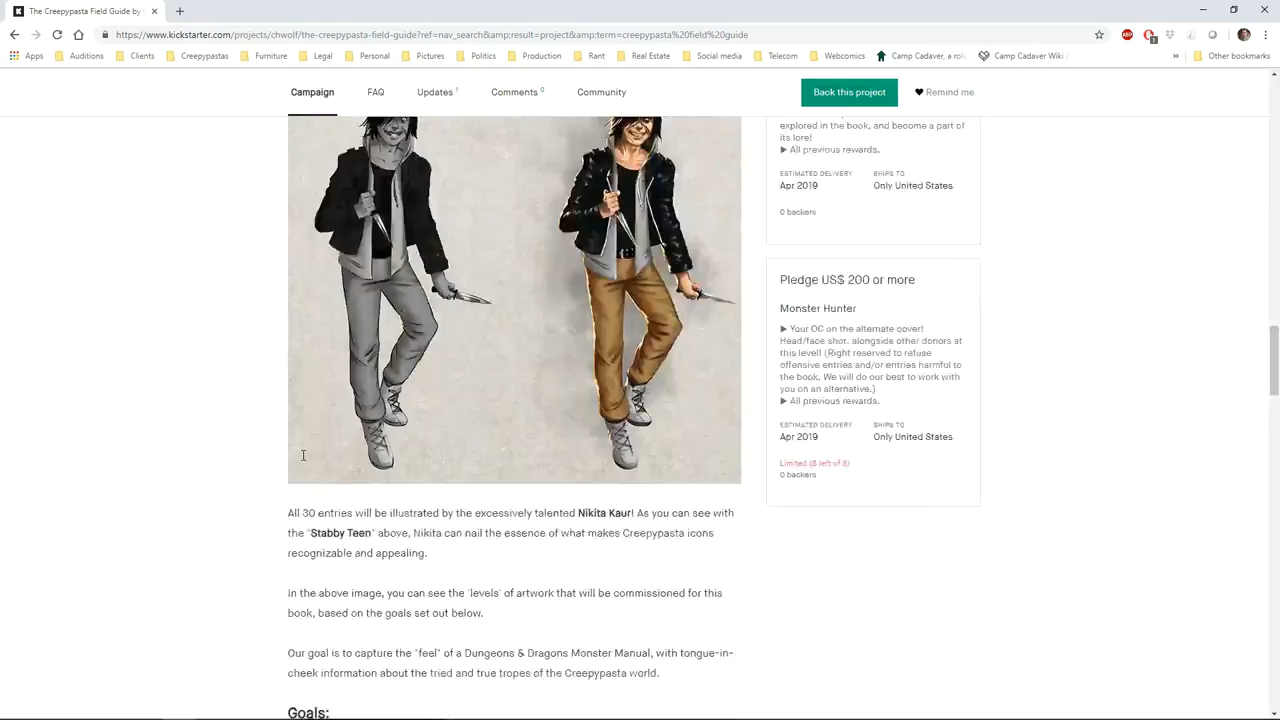 The Creepypasta Field Guide by
https://www.kickstarter.com/projects/chwolf/the-creepypasta-field-guide?ref=nav_search&amp;result=project&amp;term=creepypasta%20field%20guide
Apps Auditions Clients Creepypastas Furniture Legal Personal Pictures Politics Production Rant Real Estate Social media Telecom Webcomics Camp Cadaver, a role Camp Cadaver Wiki » Other bookmarks
Campaign FAQ Updates 1 Comments 0 Community Back this project Remind me
explored in the book, and become a part of
its lore!
▶ All previous rewards.
ESTIMATED DELIVERY SHIPS TO
Apr 2019 Only United States
0 backers
Pledge US$ 200 or more
Monster Hunter
▶ Your OC on the alternate cover!
Head/face shot, alongside other donors at
this level! (Right reserved to refuse
offensive entries and/or entries harmful to
the book. We will do our best to work with
you on an alternative.)
▶ All previous rewards.
ESTIMATED DELIVERY SHIPS TO
Apr 2019 Only United States
Limited left of
0 backers
All 30 entries will be illustrated by the excessively talented Nikita Kaur! As you can see with
the "Stabby Teen" above, Nikita can nail the essence of what makes Creepypasta icons
recognizable and appealing.
In the above image, you can see the 'levels' of artwork that will be commissioned for this
book, based on the goals set out below.
Our goal is to capture the "feel" of a Dungeons & Dragons Monster Manual, with tongue-in-
cheek information about the tried and true tropes of the Creepypasta world.
Goals: